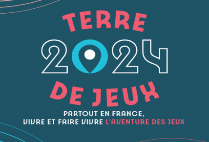 TERRE
2024
DE JEUX
PARTOUT EN FRANCE,
VIVRE ET FAIRE VIVRE L'AVENTURE DES JEUX